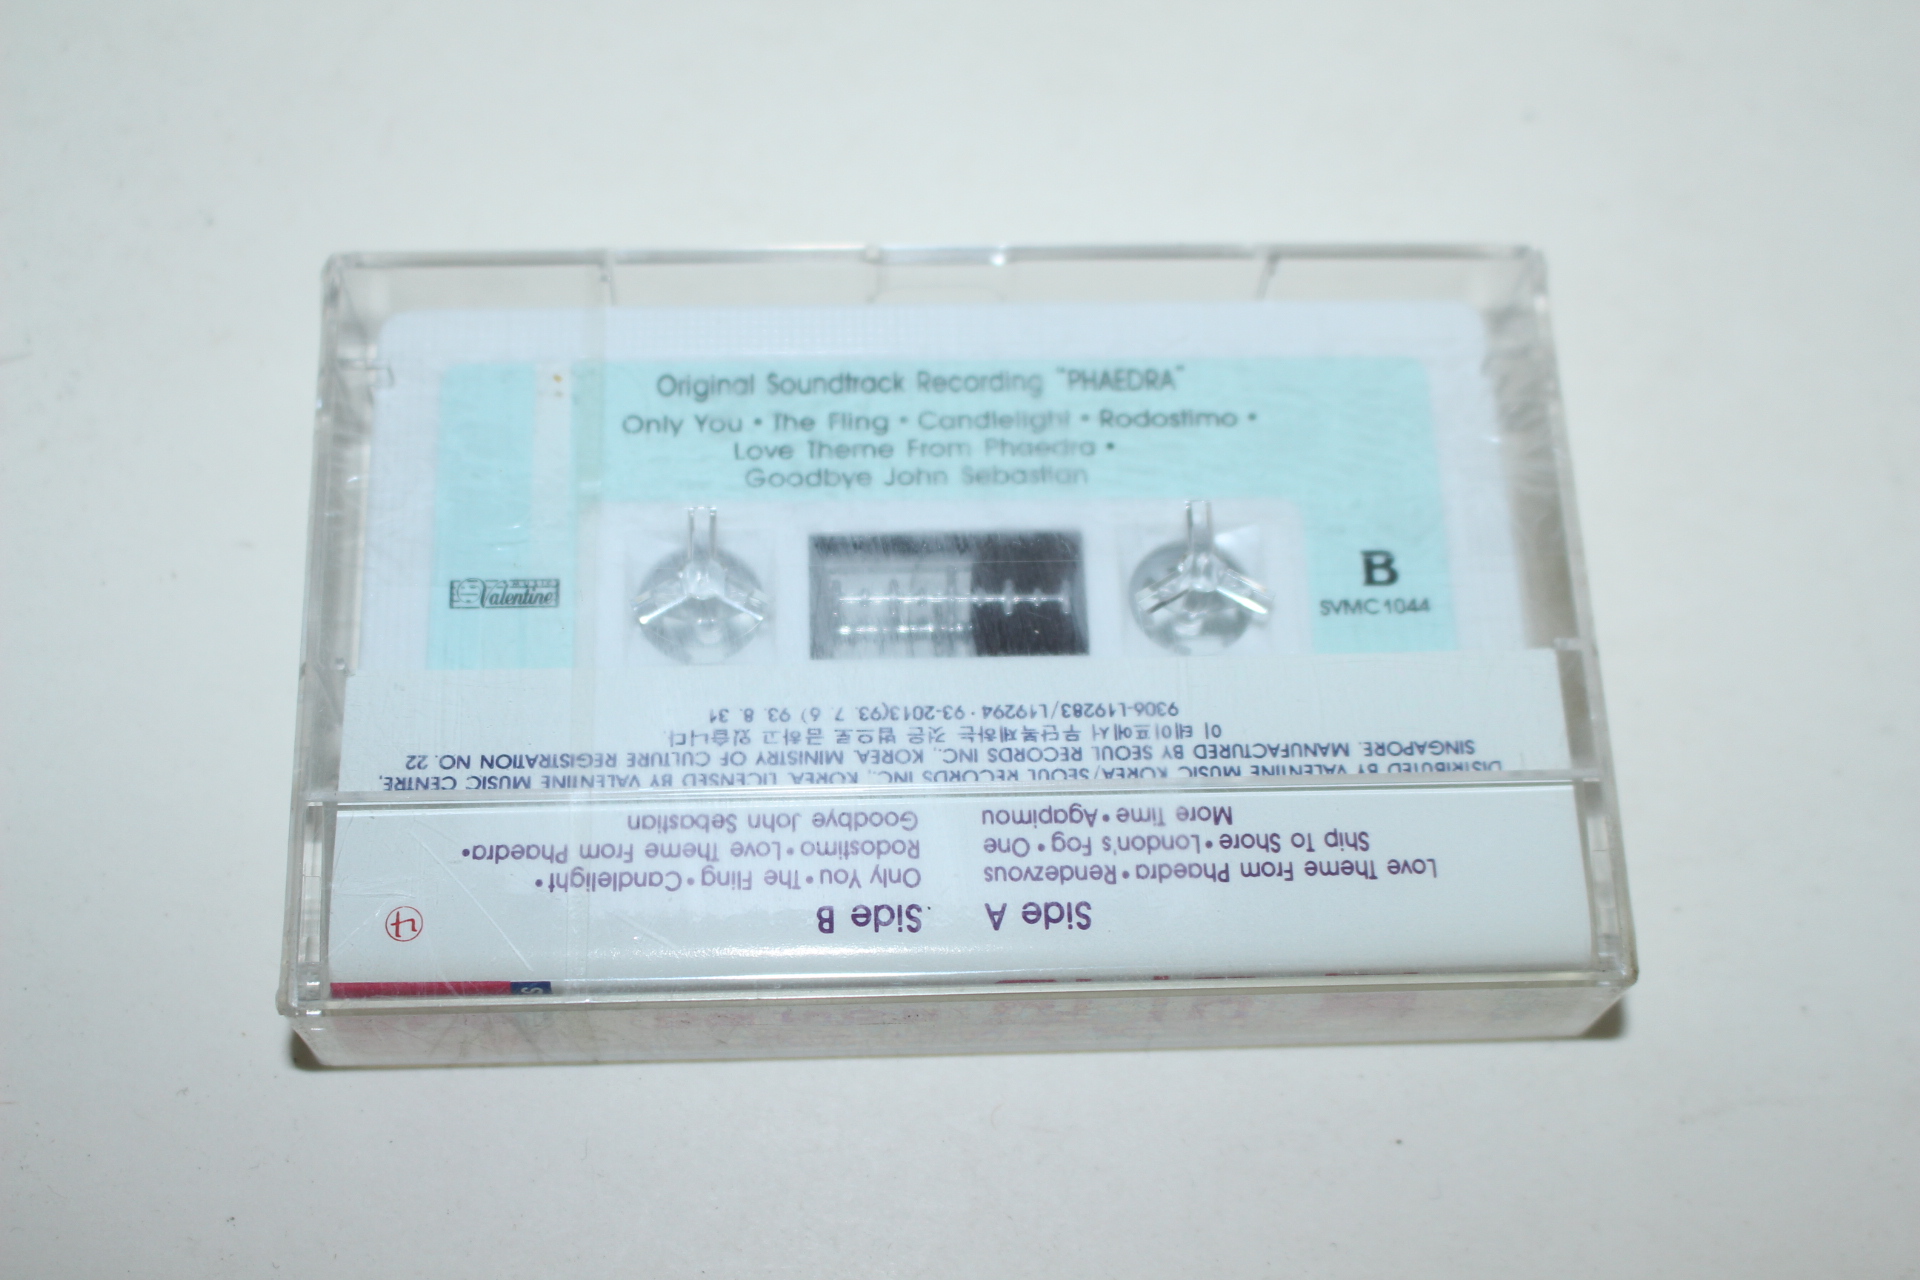 Original Soundtrack Recording "PHAEDRA"
Only You • The Fling • Candlelight • Rodostimo •
Love Theme From Phaedra •
Goodbye John Sebastian
Valentine
B
SVMC 1044
Side A
Love Theme From Phaedra • Rendezvous
Ship To Shore • London's Fog • One
More Time • Agapimou
Side B
Only You • The Fling • Candlelight •
Rodostimo • Love Theme From Phaedra •
Goodbye John Sebastian
DISTRIBUTED BY VALENTINE MUSIC KOREA/SEOUL RECORDS INC., KOREA. LICENSED BY VALENTINE MUSIC CENTRE,
SINGAPORE. MANUFACTURED BY SEOUL RECORDS INC., KOREA. MINISTRY OF CULTURE REGISTRATION NO. 22
이 테이프에서 무단복제하는 것은 법으로 금하고 있습니다.
9306-L19283/L19294 · 93-2013(93. 7. 6) 93. 8. 31